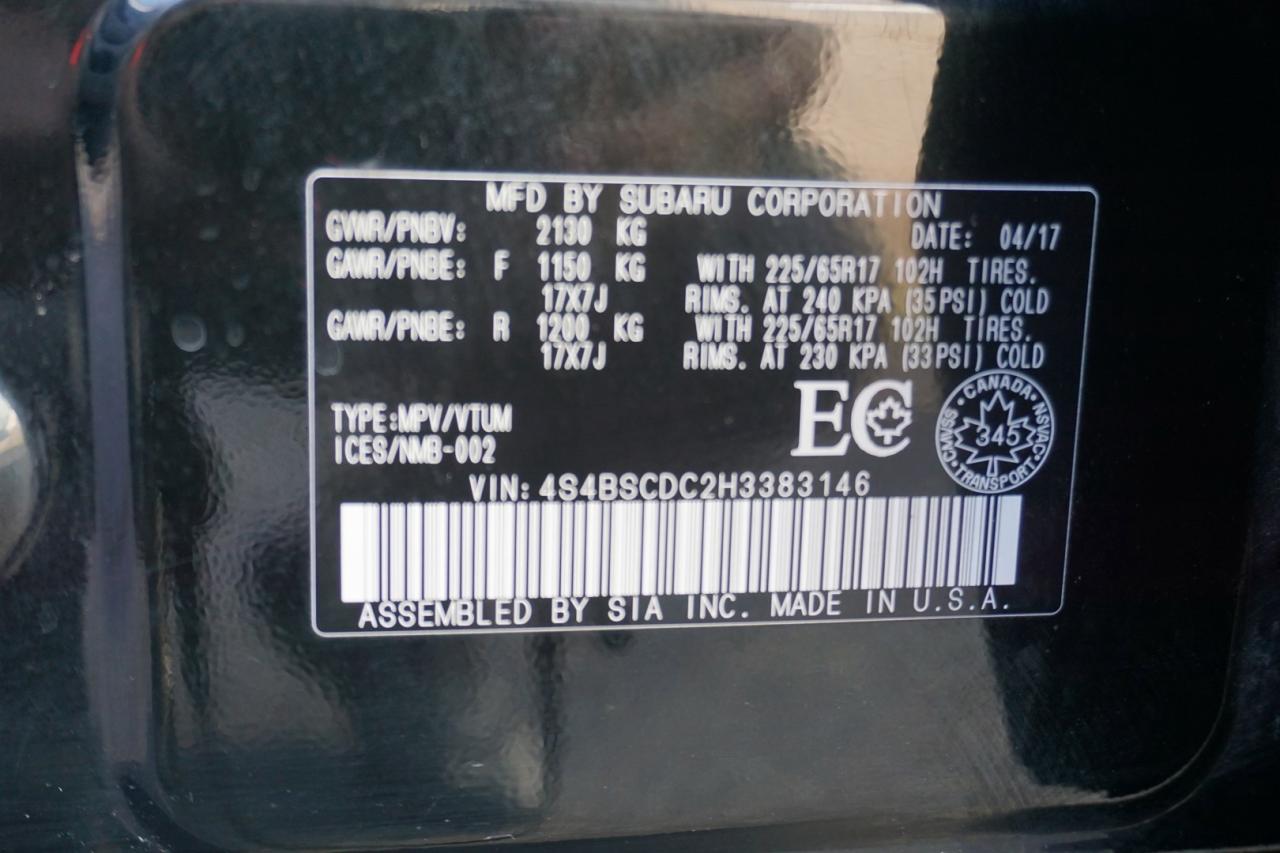 MFD BY SUBARU CORPORATION
GVWR/PNBV: 2130 KG DATE: 04/17
GAWR/PNBE: F 1150 KG WITH 225/65R17 102H TIRES.
17X7J RIMS. AT 240 KPA (35PSI) COLD
GAWR/PNBE: R 1200 KG WITH 225/65R17 102H TIRES.
17X7J RIMS. AT 230 KPA (33PSI) COLD
TYPE:MPV/VTUM
ICES/NMB-002
EC
CANADA · NSVAC · TRANSPORT · CMVSS ·
345
VIN: 4S4BSCDC2H3383146
ASSEMBLED BY SIA INC. MADE IN U.S.A.